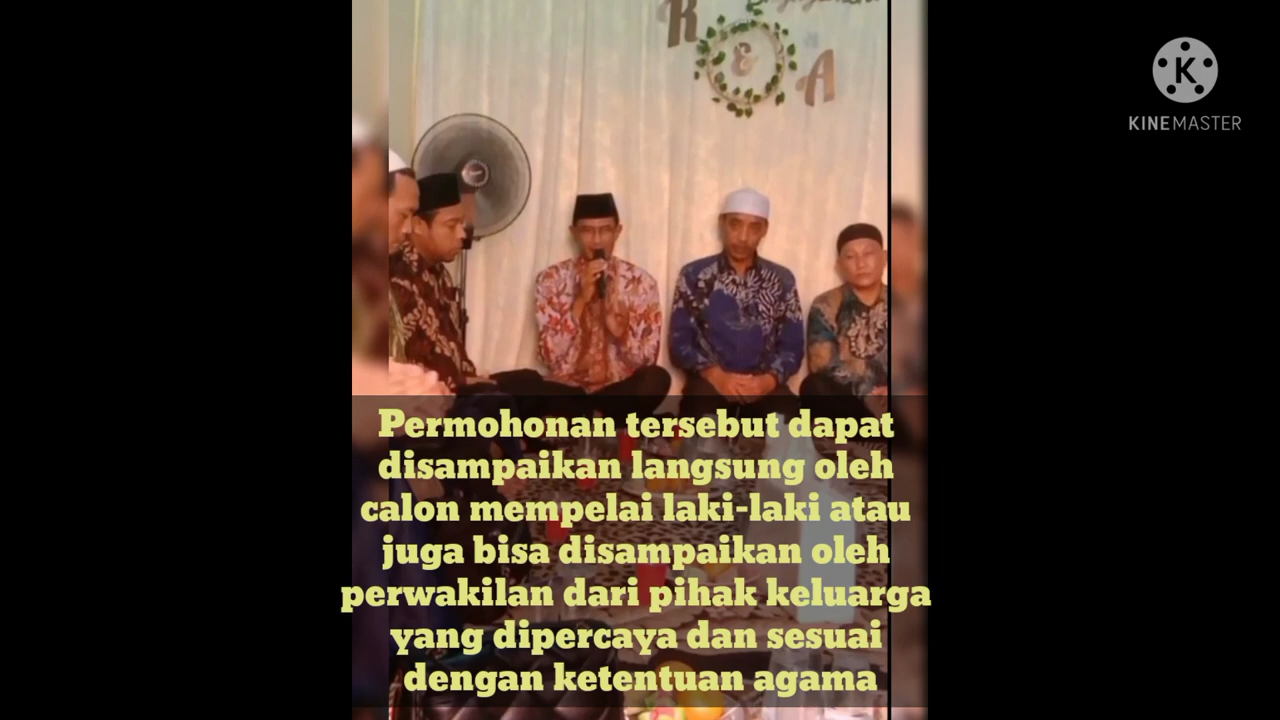 R
&
A
K
KINEMASTER
Permohonan tersebut dapat
disampaikan langsung oleh
calon mempelai laki-laki atau
juga bisa disampaikan oleh
perwakilan dari pihak keluarga
yang dipercaya dan sesuai
dengan ketentuan agama